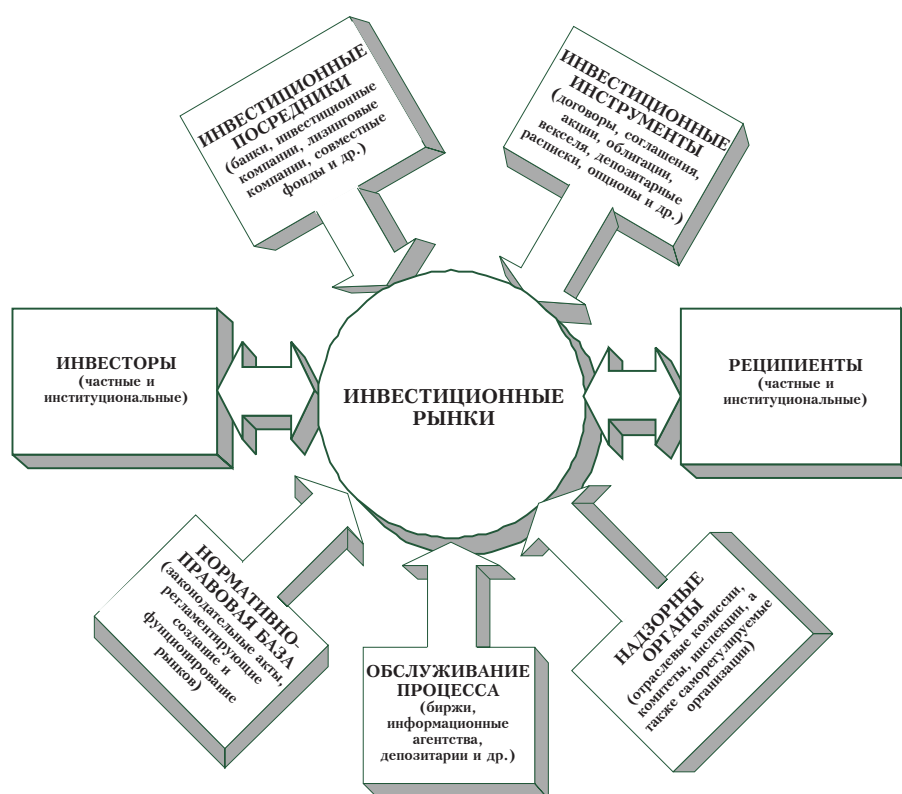 ИНВЕСТИЦИОННЫЕ
ПОСРЕДНИКИ
(банки, инвестиционные
компании, лизинговые
компании, совместные
фонды и др.)
ИНВЕСТИЦИОННЫЕ
ИНСТРУМЕНТЫ
(договоры, соглашения,
акции, облигации,
векселя, депозитарные
расписки, опционы и др.)
ИНВЕСТОРЫ
(частные и
институциональные)
ИНВЕСТИЦИОННЫЕ
РЫНКИ
РЕЦИПИЕНТЫ
(частные и
институциональные)
НОРМАТИВНО-
ПРАВОВАЯ БАЗА
(законодательные акты,
регламентирующие
создание и
фунционирование
рынков)
ОБСЛУЖИВАНИЕ
ПРОЦЕССА
(биржи,
информационные
агентства,
депозитарии и др.)
НАДЗОРНЫЕ
ОРГАНЫ
(отраслевые комиссии,
комитеты, инспекции, а
также саморегулируемые
организации)